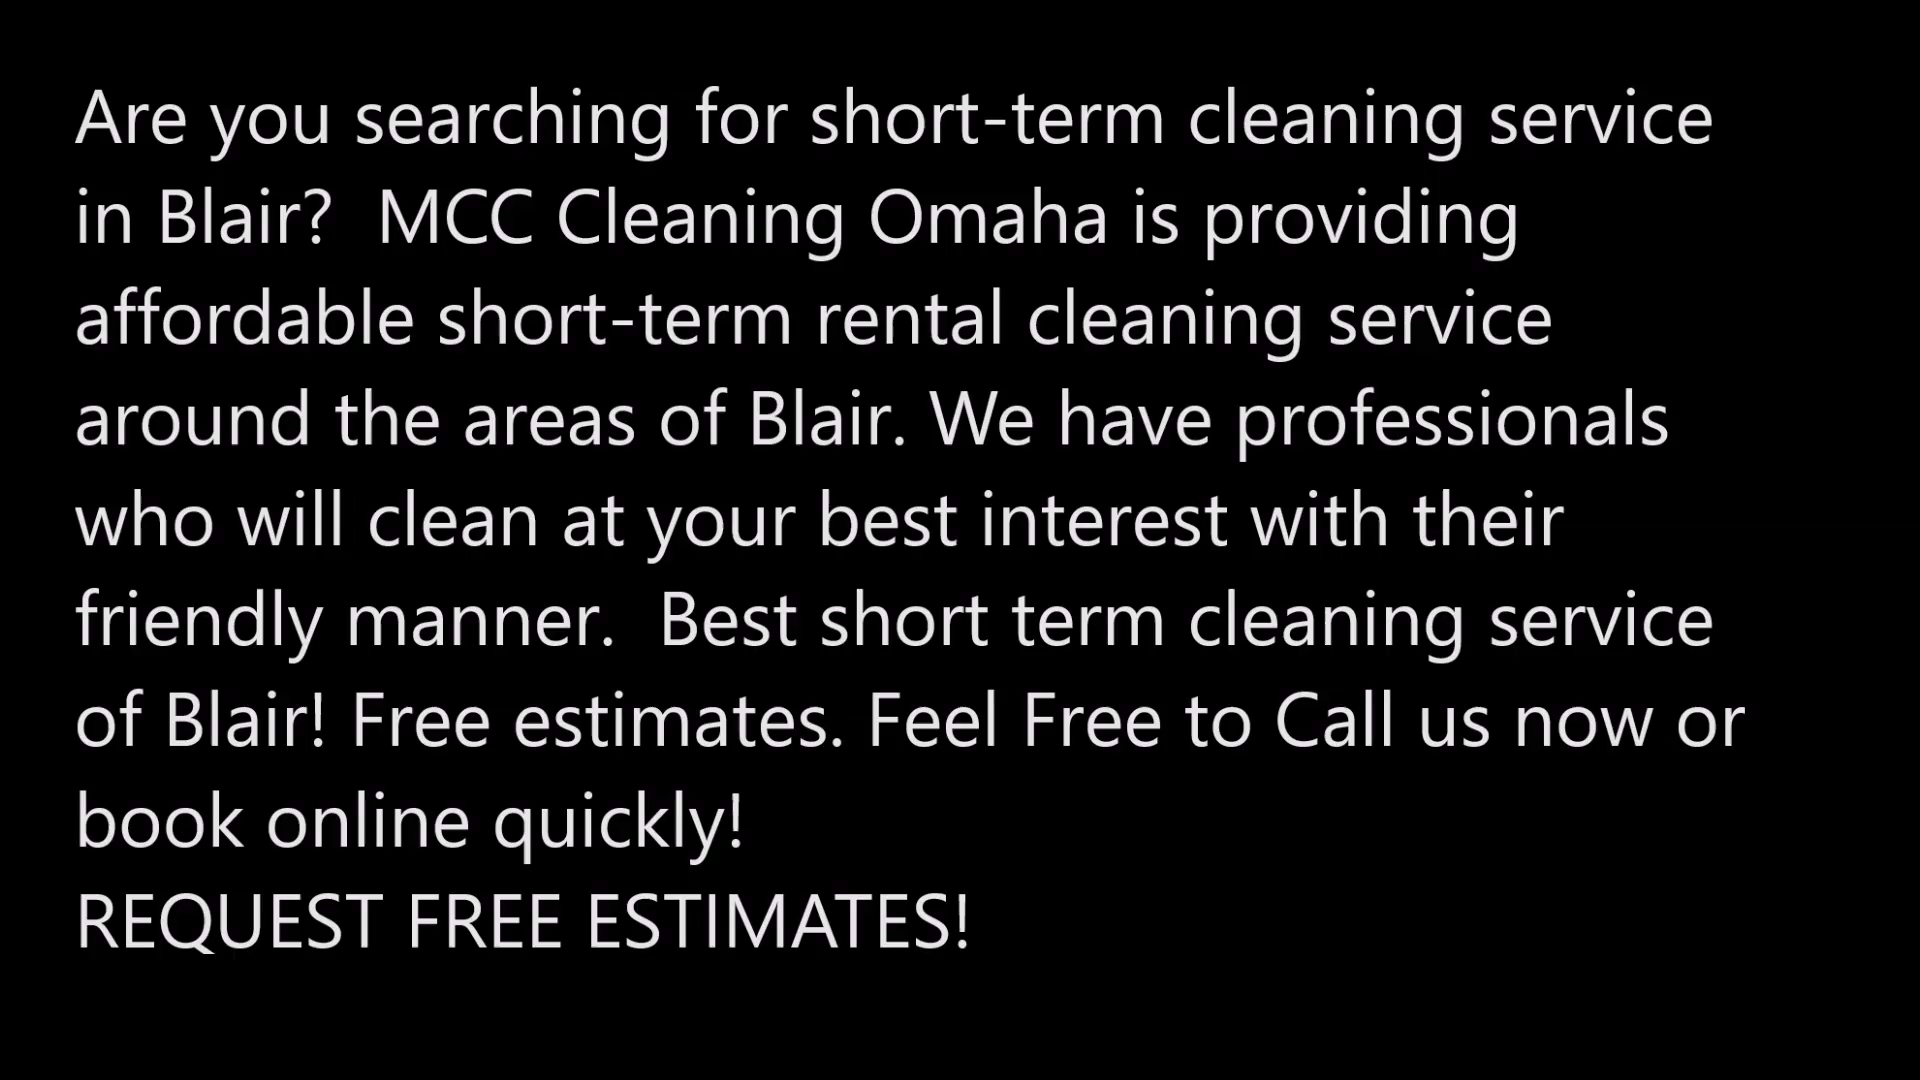 Are you searching for short-term cleaning service
in Blair?  MCC Cleaning Omaha is providing
affordable short-term rental cleaning service
around the areas of Blair. We have professionals
who will clean at your best interest with their
friendly manner.  Best short term cleaning service
of Blair! Free estimates. Feel Free to Call us now or
book online quickly!
REQUEST FREE ESTIMATES!